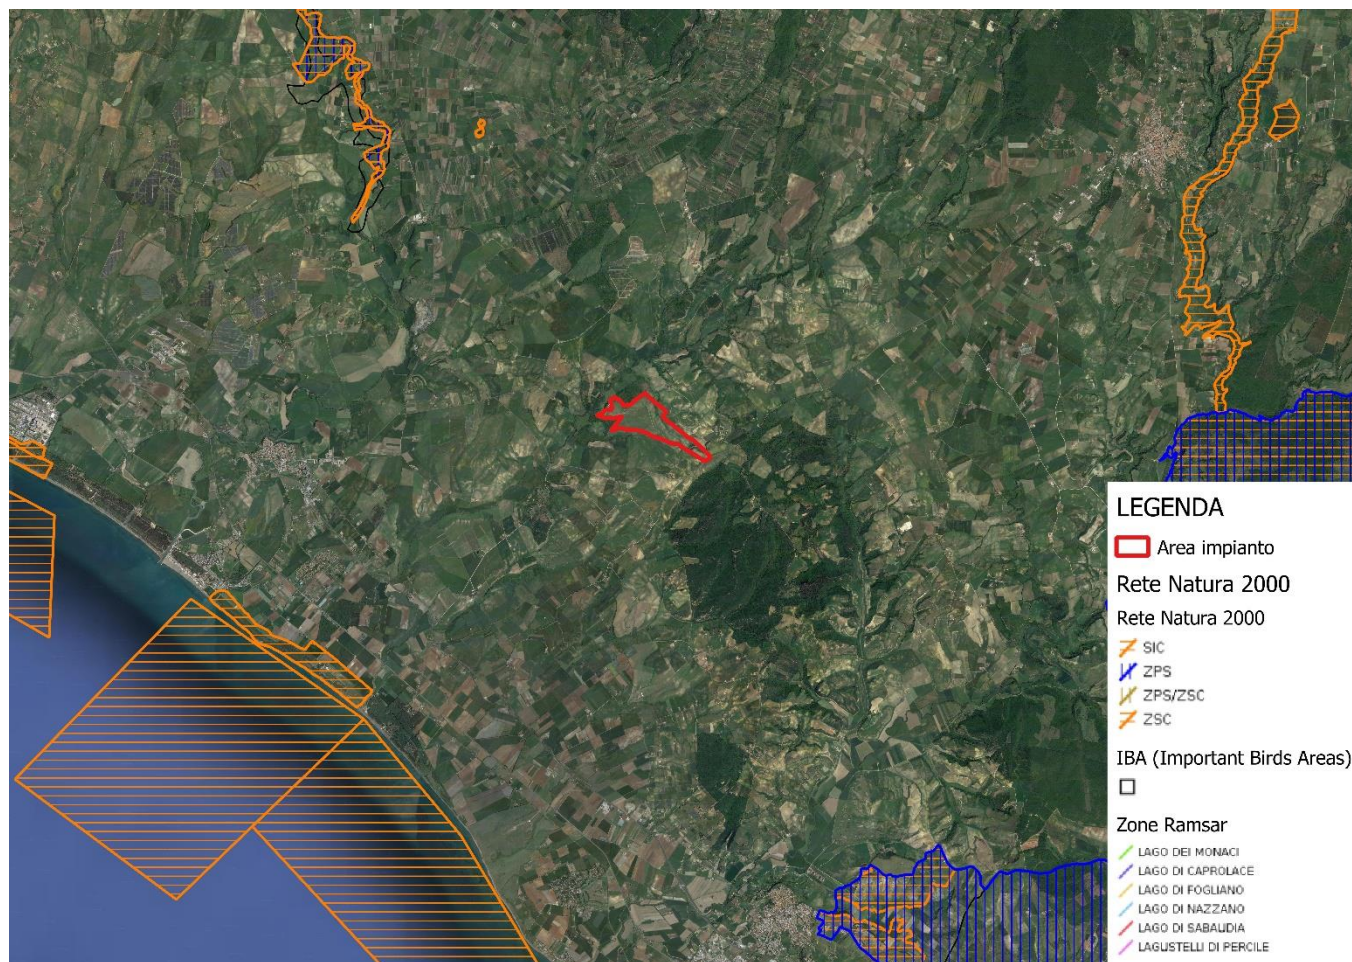 LEGENDA
Area impianto
Rete Natura 2000
Rete Natura 2000
SIC
ZPS
ZPS/ZSC
ZSC
IBA (Important Birds Areas)
Zone Ramsar
LAGO DEI MONACI
LAGO DI CAPROLACE
LAGO DI FOGLIANO
LAGO DI NAZZANO
LAGO DI SABAUDIA
LAGUSTELLI DI PERCILE